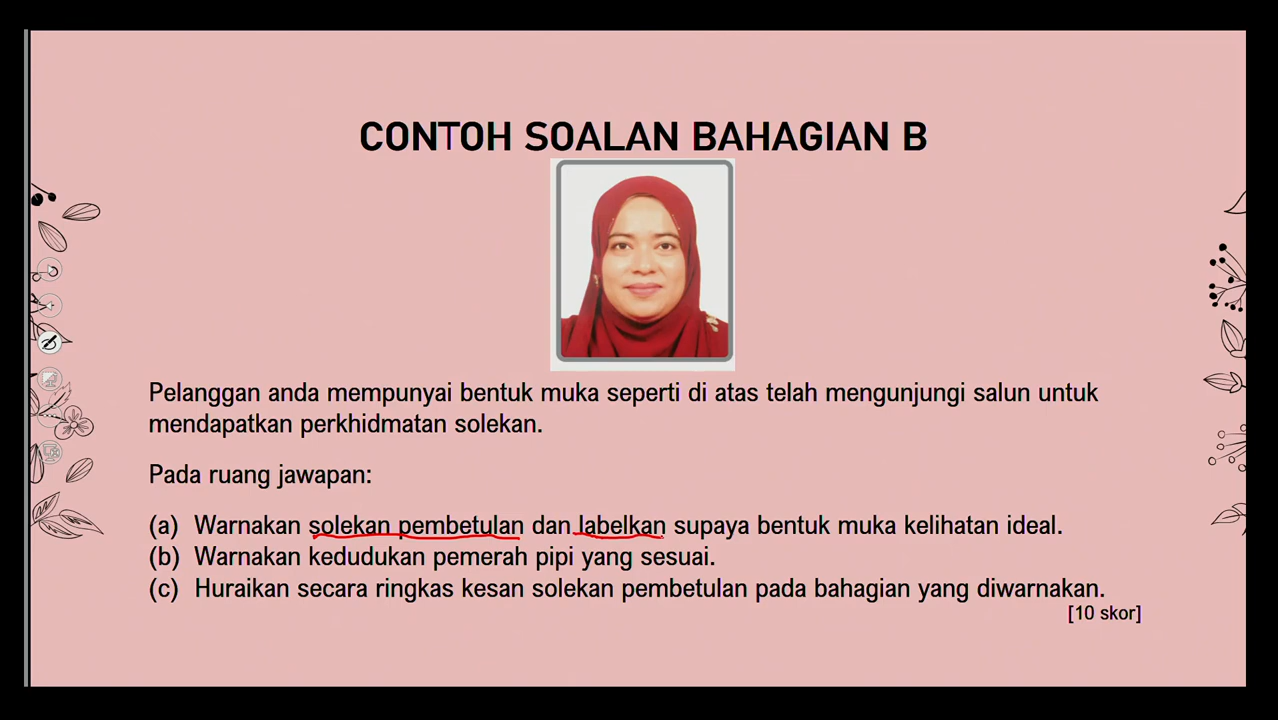 CONTOH SOALAN BAHAGIAN B
Pelanggan anda mempunyai bentuk muka seperti di atas telah mengunjungi salun untuk
mendapatkan perkhidmatan solekan.
Pada ruang jawapan:
(a) Warnakan solekan pembetulan dan labelkan supaya bentuk muka kelihatan ideal.
(b) Warnakan kedudukan pemerah pipi yang sesuai.
(c) Huraikan secara ringkas kesan solekan pembetulan pada bahagian yang diwarnakan.
[10 skor]